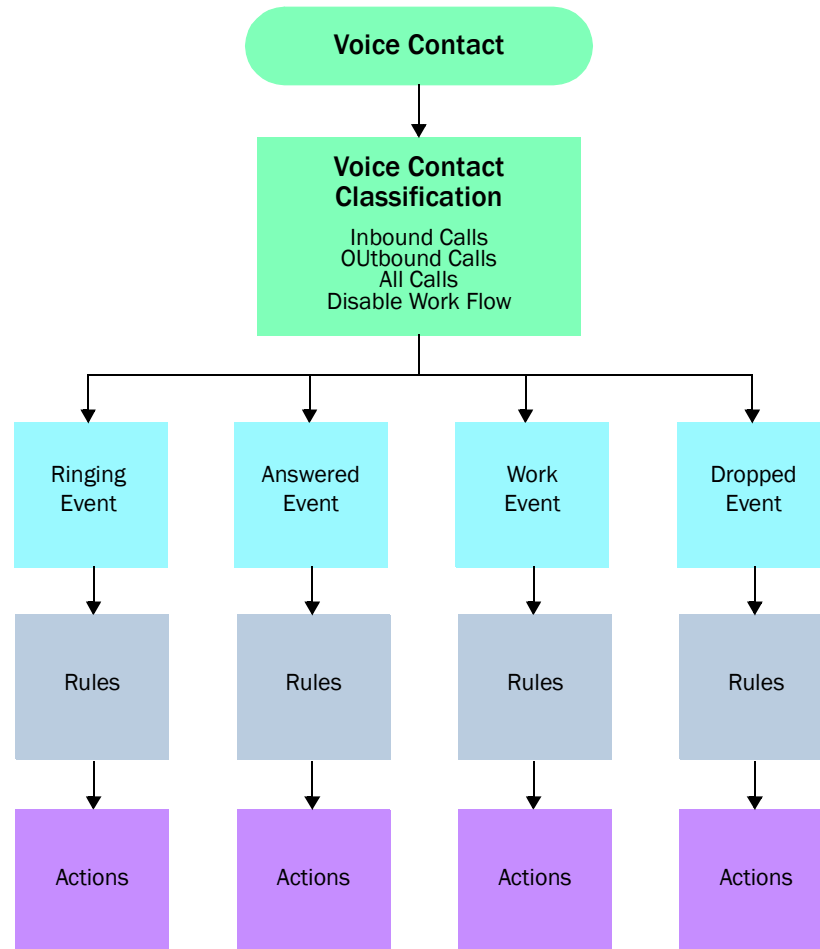 Voice Contact
Voice Contact
Classification
Inbound Calls
OUtbound Calls
All Calls
Disable Work Flow
Ringing
Event
Answered
Event
Work
Event
Dropped
Event
Rules
Rules
Rules
Rules
Actions
Actions
Actions
Actions